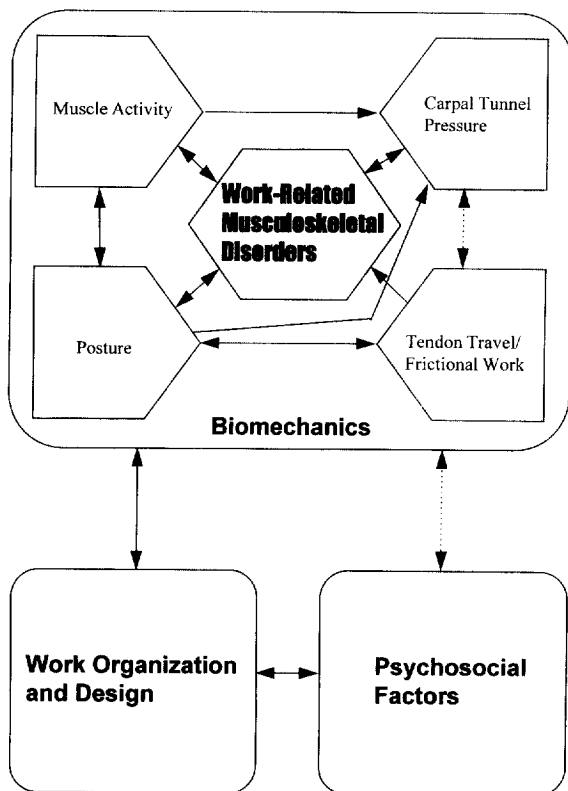 Muscle Activity
Carpal Tunnel
Pressure
Work-Related
Musculoskeletal
Disorders
Posture
Tendon Travel/
Frictional Work
Biomechanics
Work Organization
and Design
Psychosocial
Factors